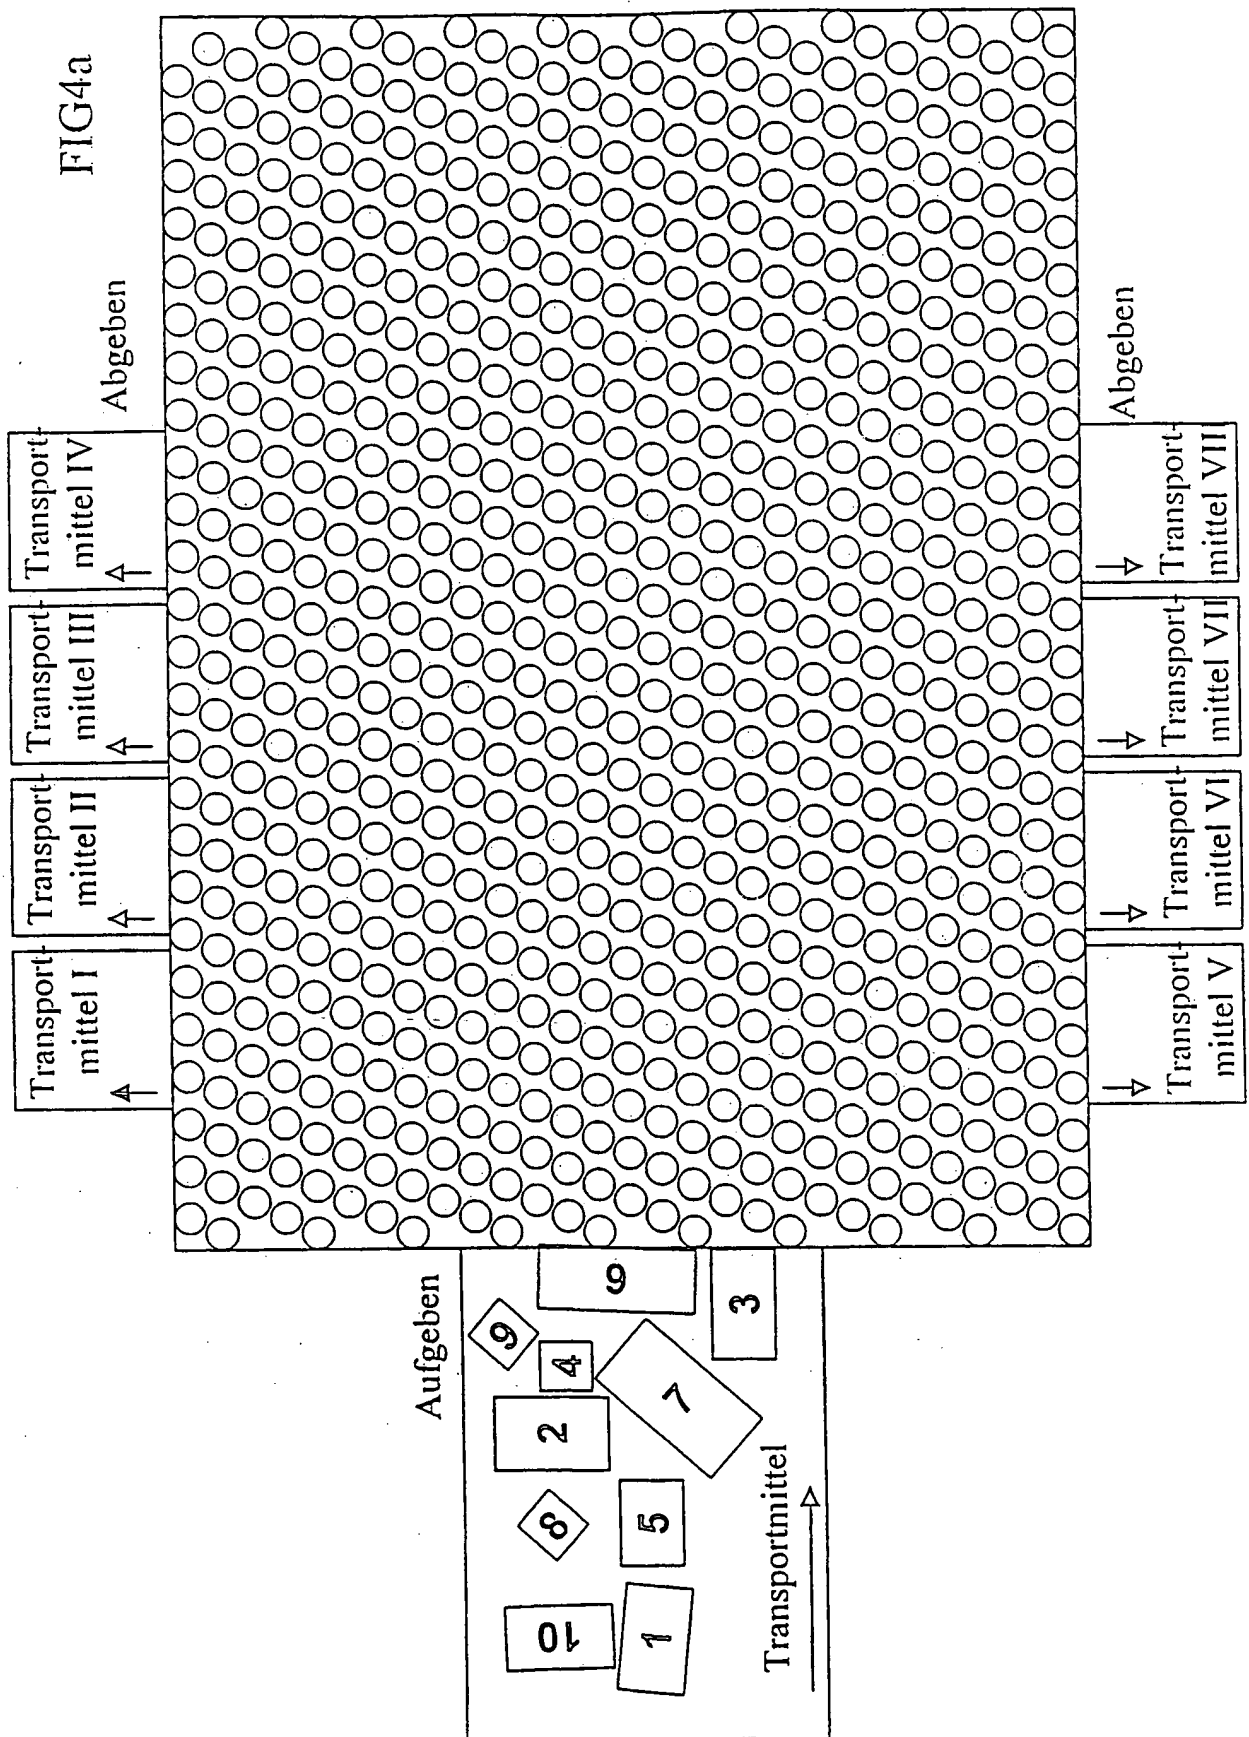 Transport-
mittel I
Transport-
mittel II
Transport-
mittel III
Transport-
mittel IV
Abgeben
FIG4a
Aufgeben
9
10
8
2
4
6
1
5
7
3
Transportmittel
Abgeben
Transport-
mittel V
Transport-
mittel VI
Transport-
mittel VII
Transport-
mittel VII